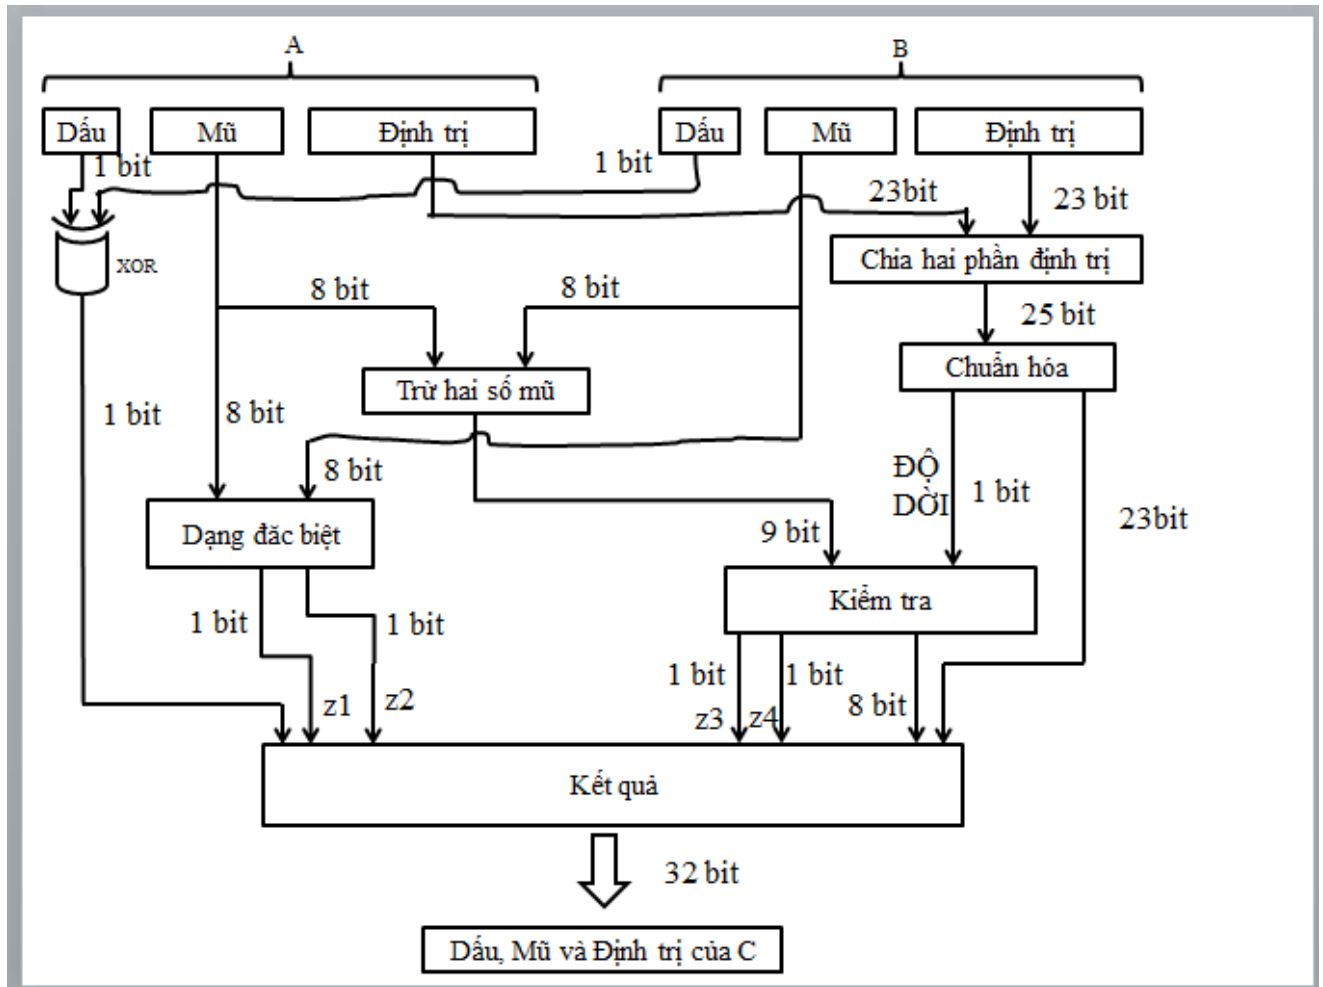 A
B
Dấu
Mũ
Định trị
Dấu
Mũ
Định trị
1 bit
1 bit
23bit
23 bit
XOR
Chia hai phần định trị
8 bit
8 bit
25 bit
Chuẩn hóa
Trừ hai số mũ
1 bit
8 bit
8 bit
ĐỘ
DỜI
1 bit
23bit
9 bit
Dạng đăc biệt
Kiểm tra
1 bit
1 bit
1 bit
1 bit
z1
z2
z3
z4
8 bit
Kết quả
32 bit
Dấu, Mũ và Định trị của C